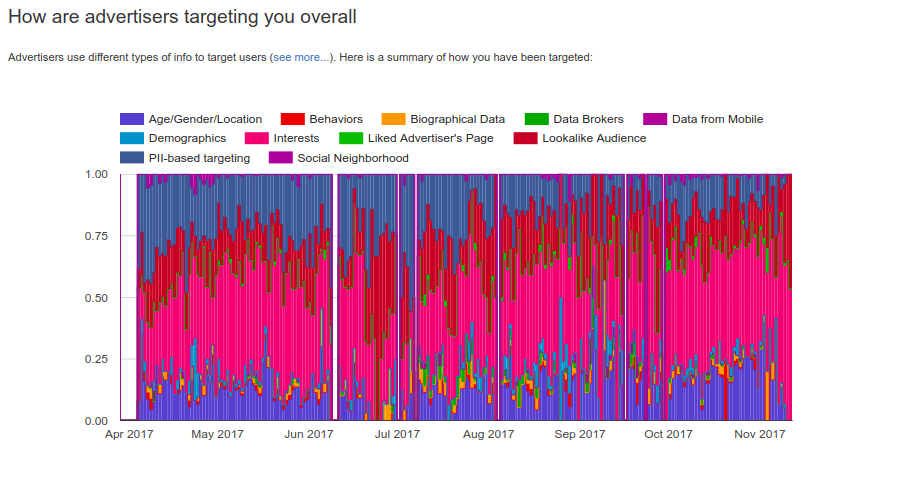 How are advertisers targeting you overall
Advertisers use different types of info to target users (see more...). Here is a summary of how you have been targeted:
Age/Gender/Location Behaviors Biographical Data Data Brokers Data from Mobile
Demographics Interests Liked Advertiser's Page Lookalike Audience
PII-based targeting Social Neighborhood
1.00
0.75
0.50
0.25
0.00
Apr 2017 May 2017 Jun 2017 Jul 2017 Aug 2017 Sep 2017 Oct 2017 Nov 2017